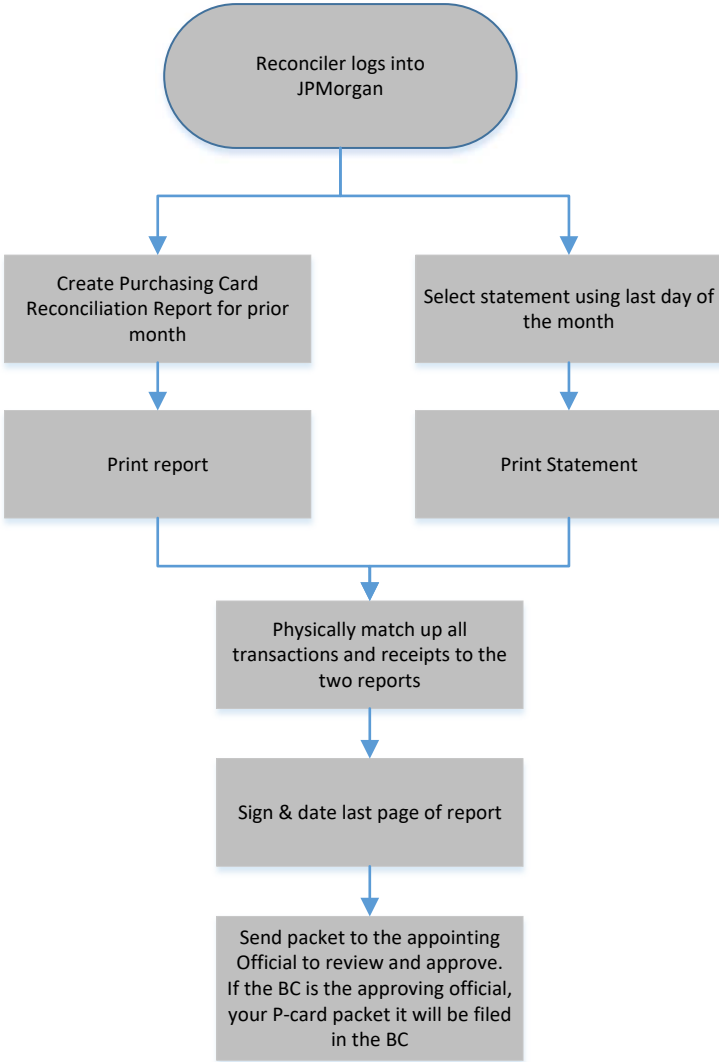 Reconciler logs into
JPMorgan
Create Purchasing Card
Reconciliation Report for prior
month
Select statement using last day of
the month
Print report
Print Statement
Physically match up all
transactions and receipts to the
two reports
Sign & date last page of report
Send packet to the appointing
Official to review and approve.
If the BC is the approving official,
your P-card packet it will be filed
in the BC